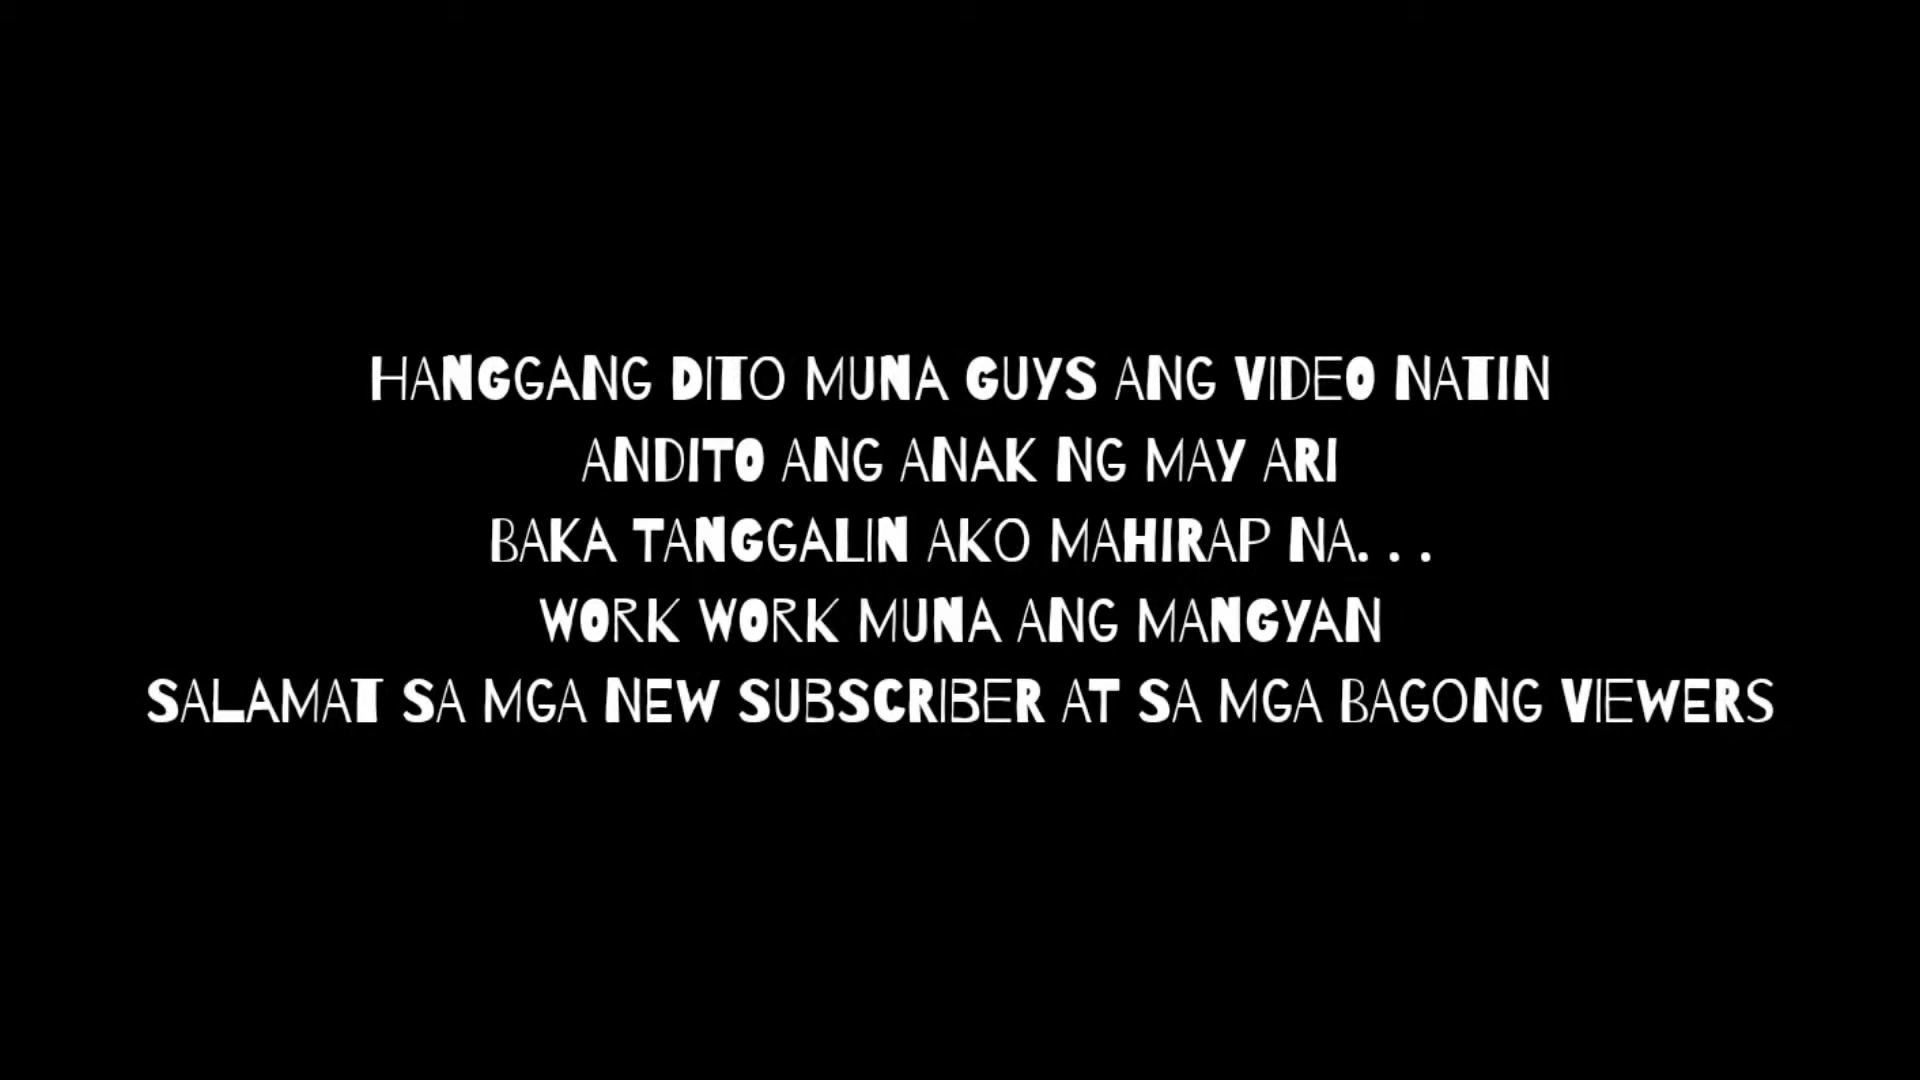 HANGGANG DITO MUNA GUYS ANG VIDEO NATIN
ANDITO ANG ANAK NG MAY ARI
BAKA TANGGALIN AKO MAHIRAP NA. . .
WORK WORK MUNA ANG MANGYAN
SALAMAT SA MGA NEW SUBSCRIBER AT SA MGA BAGONG VIEWERS